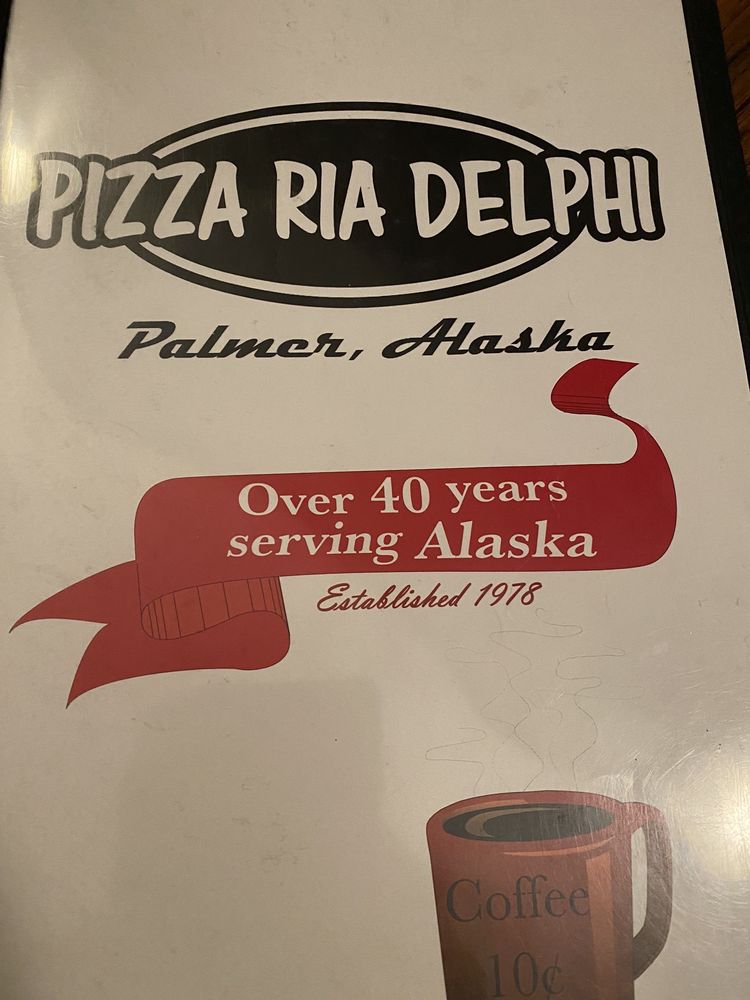 PIZZA RIA DELPHI
Palmer, Alaska
Over 40 years
serving Alaska
Established 1978
Coffee
10¢